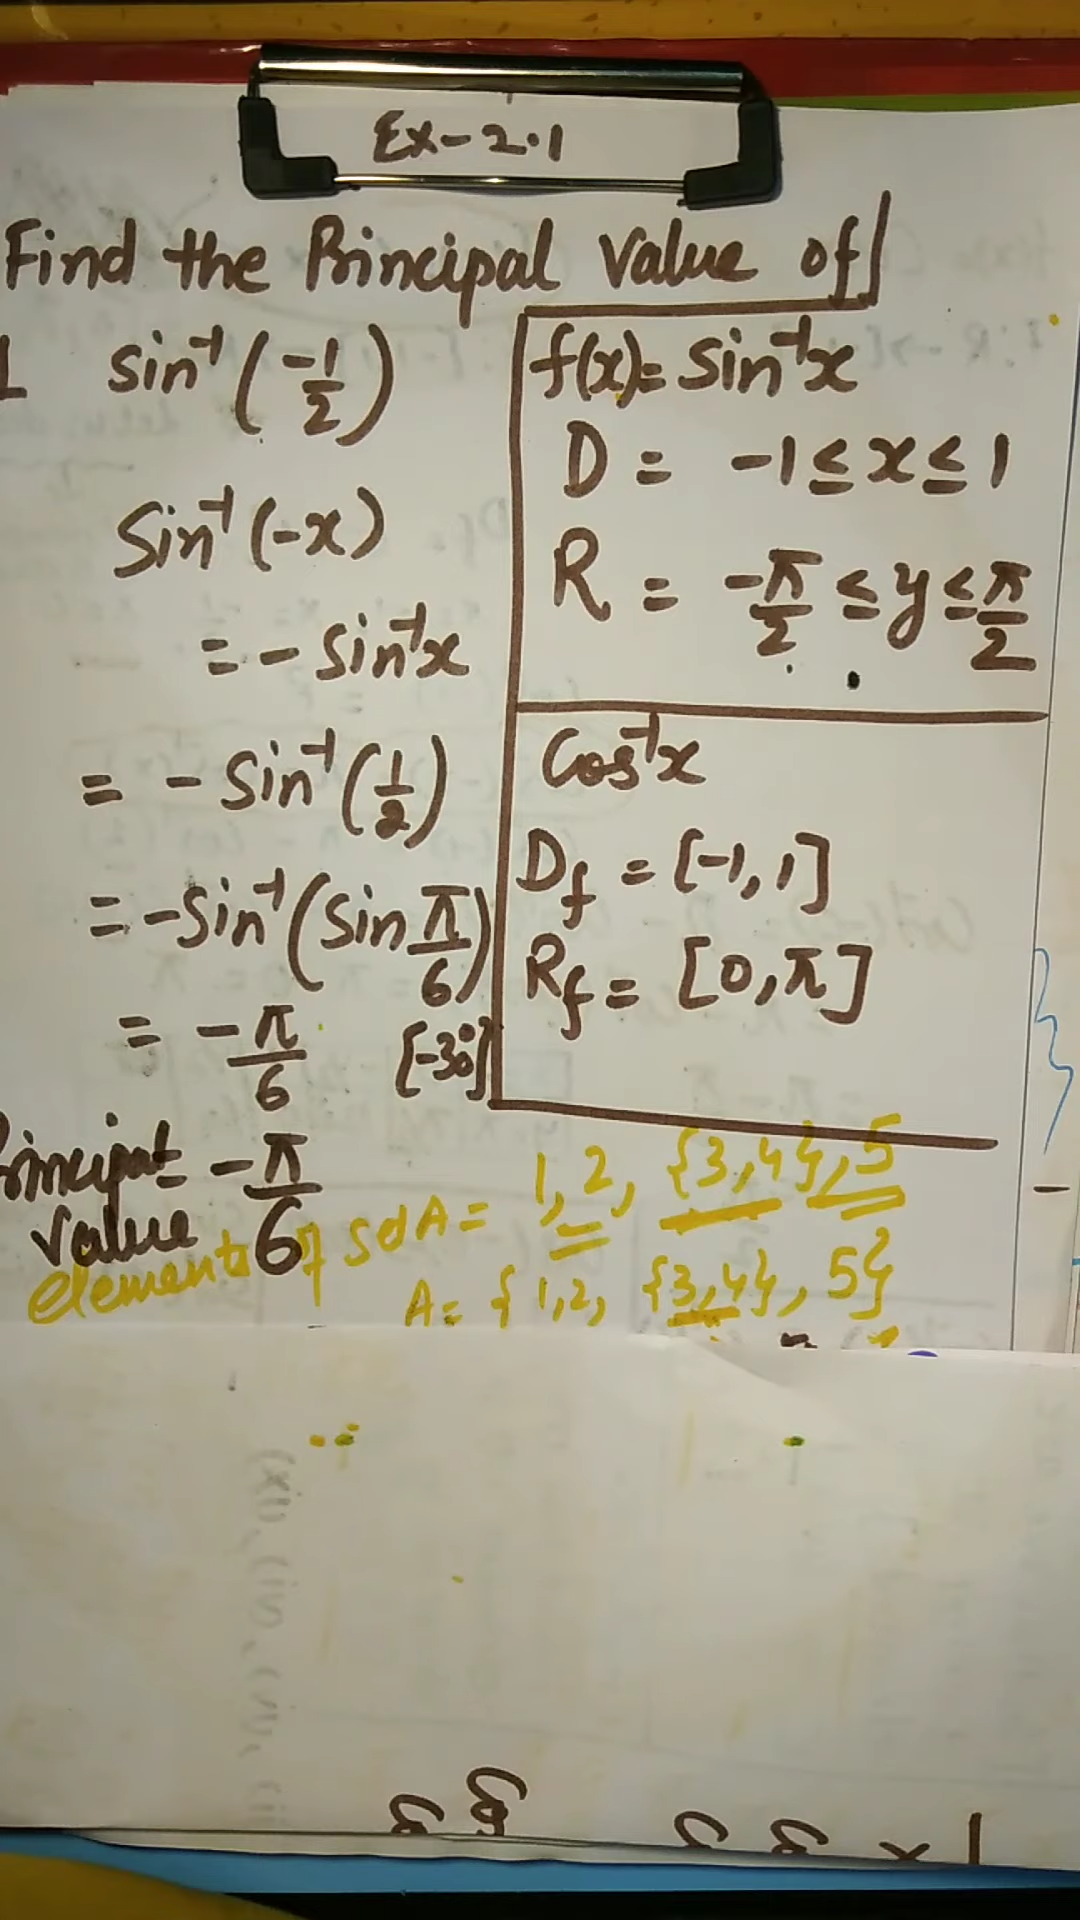 Ex-2.1
Find the Principal Value of
1 sin⁻¹(-1/2)
Sin⁻¹(-x)
= - Sin⁻¹x
= - Sin⁻¹(1/2)
= -Sin⁻¹(Sin π/6)
= -π/6 [-30°]
Principal value = -π/6
f(x) = Sin⁻¹x
D = -1 ≤ x ≤ 1
R = -π/2 ≤ y ≤ π/2
Cos⁻¹x
Df = [-1, 1]
Rf = [0, π]
elements of set A = 1, 2, {3, 4}, 5
A = {1, 2, {3, 4}, 5}